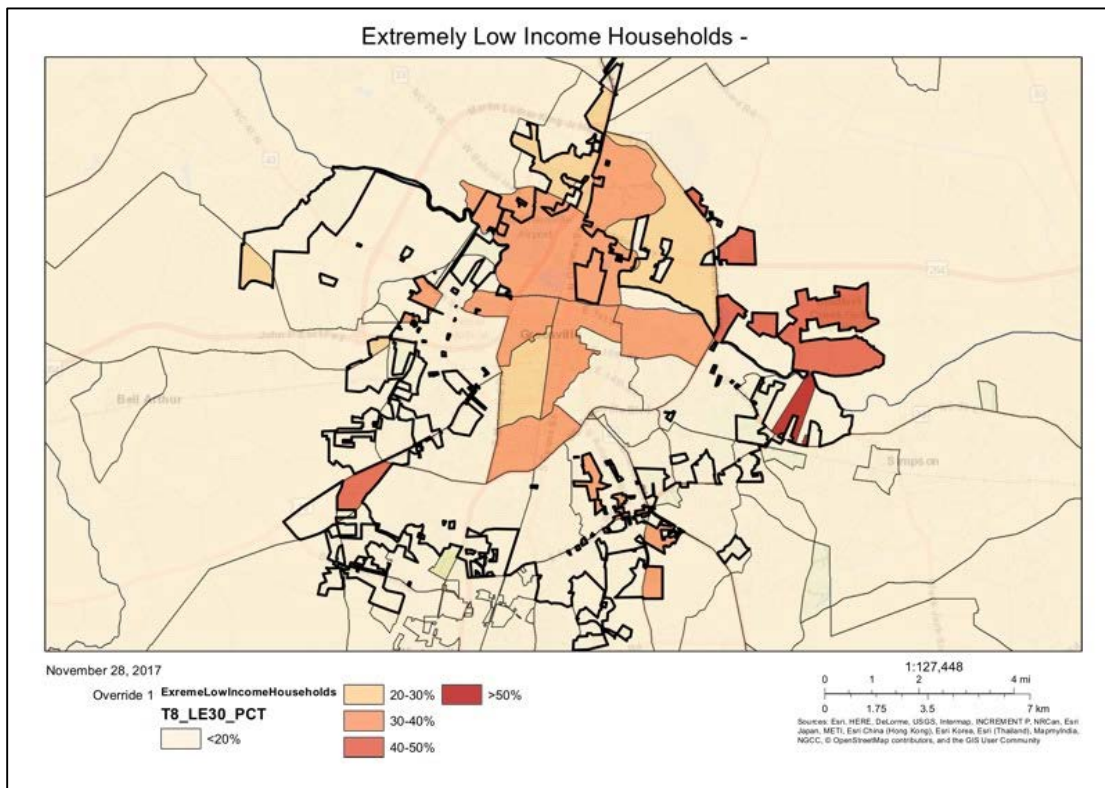 Extremely Low Income Households -
Bell Arthur
Simpson
November 28, 2017
1:127,448
Override 1 ExremeLowIncomeHouseholds
T8_LE30_PCT
<20%
20-30%
30-40%
40-50%
>50%
0 1 2 4 mi
0 1.75 3.5 7 km
Sources: Esri, HERE, DeLorme, USGS, Intermap, INCREMENT P, NRCan, Esri
Japan, METI, Esri China (Hong Kong), Esri Korea, Esri (Thailand), MapmyIndia,
NGCC, © OpenStreetMap contributors, and the GIS User Community